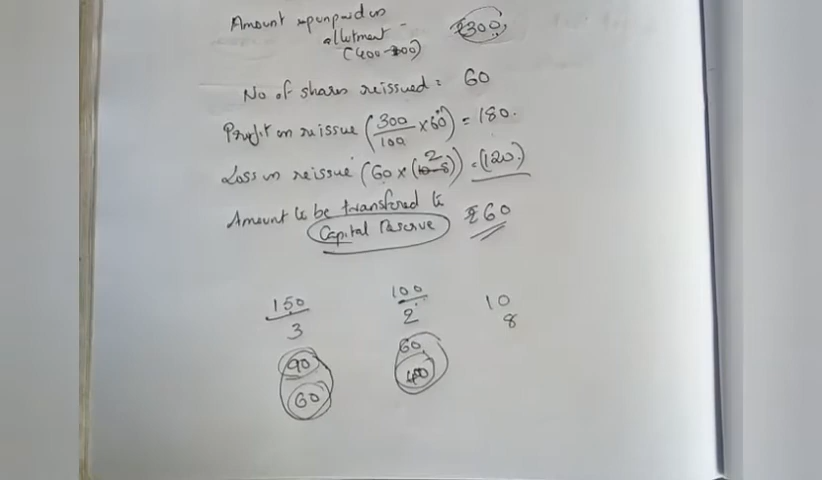 Amount unpaid on
allotment - ₹300
(400-300)
No of shares reissued = 60
Profit on reissue (300/100 × 60) = 180.
Loss on reissue (60 × (2)) = (120)
Amount to be transferred to
Capital Reserve ₹60
150 100 10
3 2 8
90 60
60 40